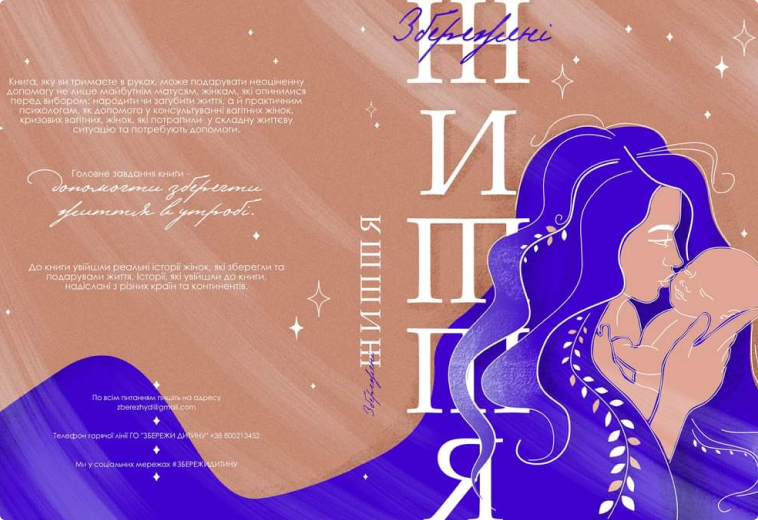 Книга, яку ви тримаєте в руках, може подарувати неоціненну
допомогу не лише майбутнім матусям, жінкам, які опинилися
перед вибором: народити чи загубити життя, а й практичним
психологам, як допомога у консультуванні вагітних жінок,
кризових вагітних, жінок, які потрапили у складну життєву
ситуацію та потребують допомоги.
Головне завдання книги -
допомогти зберегти
життя в утробі.
До книги увійшли реальні історії жінок, які зберегли та
подарували життя. Історії, які увійшли до книги,
надіслані з різних країн та континентів.
По всім питанням пишіть на адресу
zberezhyd@gmail.com
Телефон гарячої лінії ГО "ЗБЕРЕЖИ ДИТИНУ" +38 800213452
Ми у соціальних мережах #ЗБЕРЕЖИДИТИНУ
Збережені ЖИТТЯ
Збережені
Ж
И
Т
Т
Я